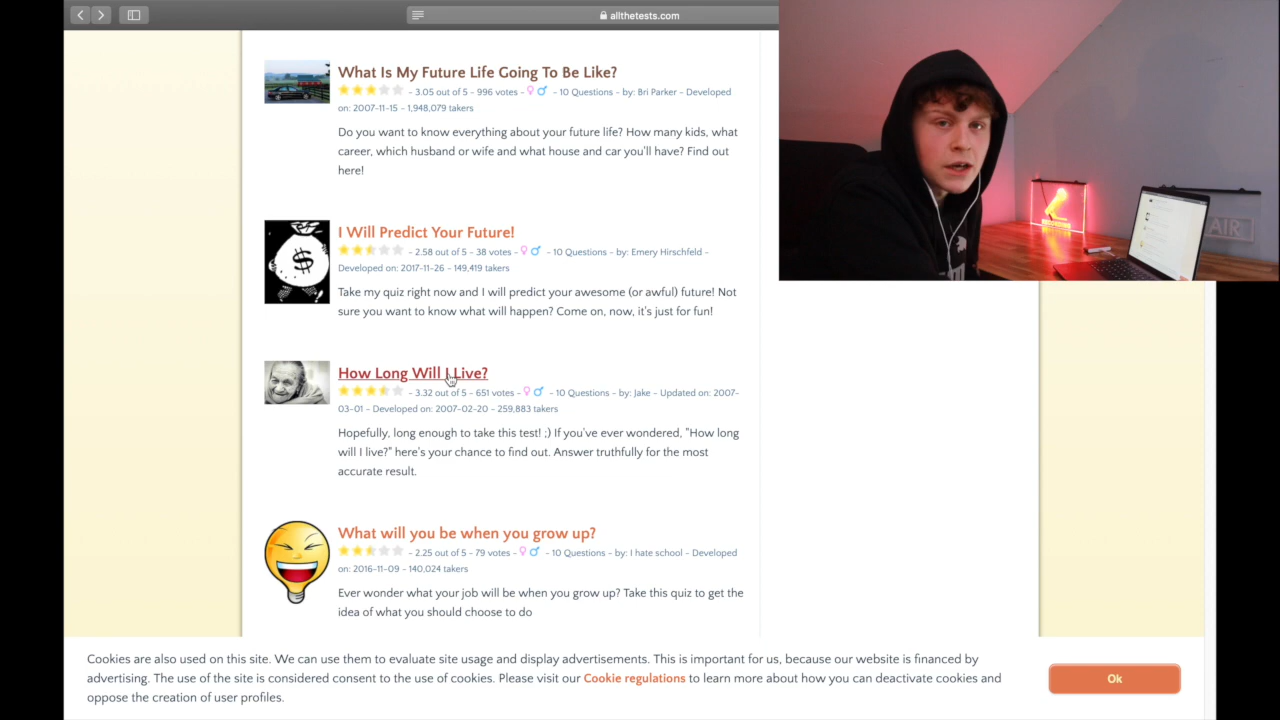 allthetests.com
What Is My Future Life Going To Be Like?
- 3.05 out of 5 - 996 votes - ♀ ♂ - 10 Questions - by: Bri Parker - Developed
on: 2007-11-15 - 1,948,079 takers
Do you want to know everything about your future life? How many kids, what
career, which husband or wife and what house and car you'll have? Find out
here!
I Will Predict Your Future!
- 2.58 out of 5 - 38 votes - ♀ ♂ - 10 Questions - by: Emery Hirschfeld -
Developed on: 2017-11-26 - 149,419 takers
Take my quiz right now and I will predict your awesome (or awful) future! Not
sure you want to know what will happen? Come on, now, it's just for fun!
$
How Long Will I Live?
- 3.32 out of 5 - 651 votes - ♀ ♂ - 10 Questions - by: Jake - Updated on: 2007-
03-01 - Developed on: 2007-02-20 - 259,883 takers
Hopefully, long enough to take this test! ;) If you've ever wondered, "How long
will I live?" here's your chance to find out. Answer truthfully for the most
accurate result.
What will you be when you grow up?
- 2.25 out of 5 - 79 votes - ♀ ♂ - 10 Questions - by: I hate school - Developed
on: 2016-11-09 - 140,024 takers
Ever wonder what your job will be when you grow up? Take this quiz to get the
idea of what you should choose to do
Cookies are also used on this site. We can use them to evaluate site usage and display advertisements. This is important for us, because our website is financed by
advertising. The use of the site is considered consent to the use of cookies. Please visit our Cookie regulations to learn more about how you can deactivate cookies and
oppose the creation of user profiles.
Ok
AIR